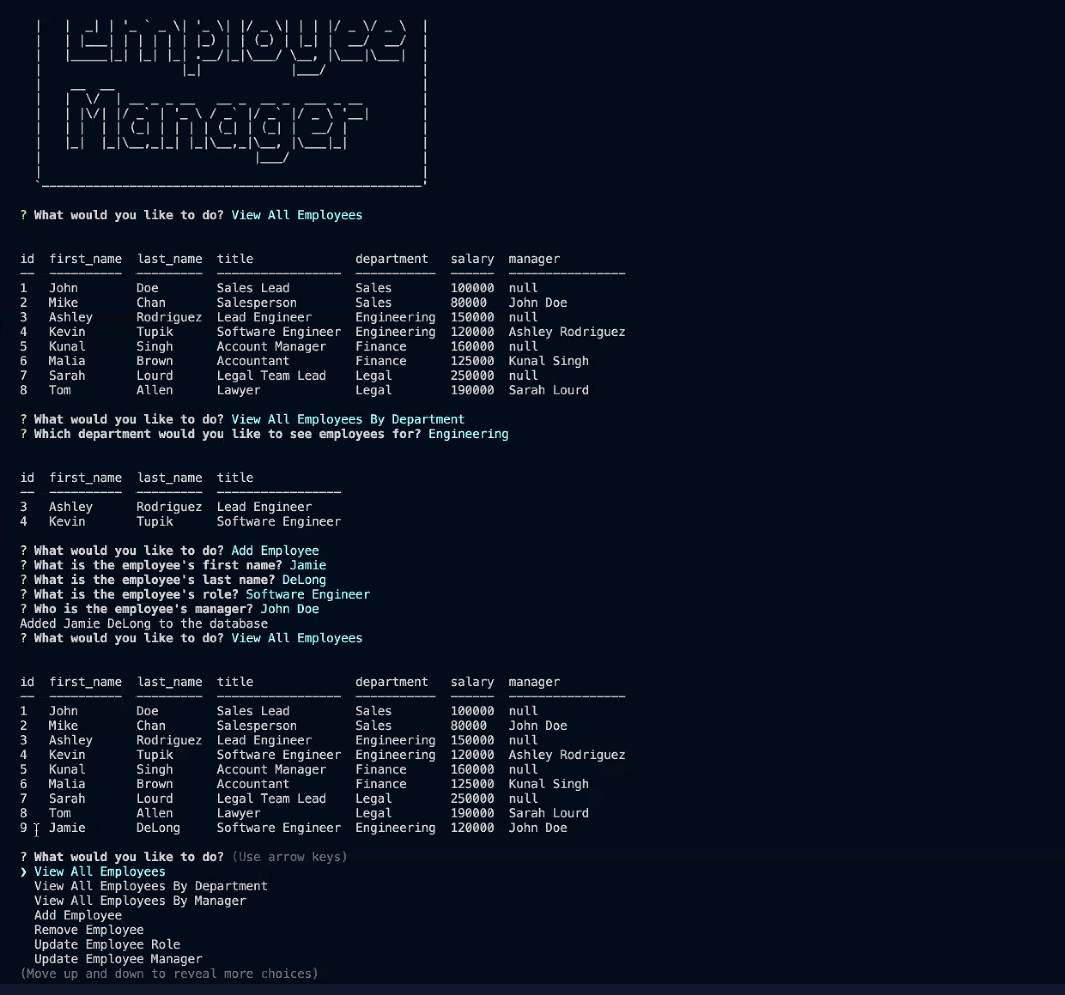 Employee
Manager
? What would you like to do? View All Employees
id first_name last_name title department salary manager
1 John Doe Sales Lead Sales 100000 null
2 Mike Chan Salesperson Sales 80000 John Doe
3 Ashley Rodriguez Lead Engineer Engineering 150000 null
4 Kevin Tupik Software Engineer Engineering 120000 Ashley Rodriguez
5 Kunal Singh Account Manager Finance 160000 null
6 Malia Brown Accountant Finance 125000 Kunal Singh
7 Sarah Lourd Legal Team Lead Legal 250000 null
8 Tom Allen Lawyer Legal 190000 Sarah Lourd
? What would you like to do? View All Employees By Department
? Which department would you like to see employees for? Engineering
id first_name last_name title
3 Ashley Rodriguez Lead Engineer
4 Kevin Tupik Software Engineer
? What would you like to do? Add Employee
? What is the employee's first name? Jamie
? What is the employee's last name? DeLong
? What is the employee's role? Software Engineer
? Who is the employee's manager? John Doe
Added Jamie DeLong to the database
? What would you like to do? View All Employees
id first_name last_name title department salary manager
1 John Doe Sales Lead Sales 100000 null
2 Mike Chan Salesperson Sales 80000 John Doe
3 Ashley Rodriguez Lead Engineer Engineering 150000 null
4 Kevin Tupik Software Engineer Engineering 120000 Ashley Rodriguez
5 Kunal Singh Account Manager Finance 160000 null
6 Malia Brown Accountant Finance 125000 Kunal Singh
7 Sarah Lourd Legal Team Lead Legal 250000 null
8 Tom Allen Lawyer Legal 190000 Sarah Lourd
9 Jamie DeLong Software Engineer Engineering 120000 John Doe
? What would you like to do? (Use arrow keys)
❯ View All Employees
View All Employees By Department
View All Employees By Manager
Add Employee
Remove Employee
Update Employee Role
Update Employee Manager
(Move up and down to reveal more choices)